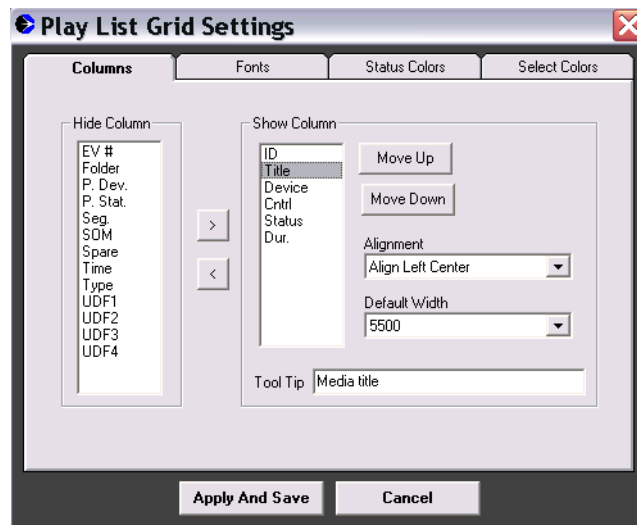 Play List Grid Settings
Columns
Fonts
Status Colors
Select Colors
Hide Column
EV #
Folder
P. Dev.
P. Stat.
Seg.
SOM
Spare
Time
Type
UDF1
UDF2
UDF3
UDF4
>
<
Show Column
ID
Title
Device
Cntrl
Status
Dur.
Move Up
Move Down
Alignment
Align Left Center
Default Width
5500
Tool Tip Media title
Apply And Save
Cancel